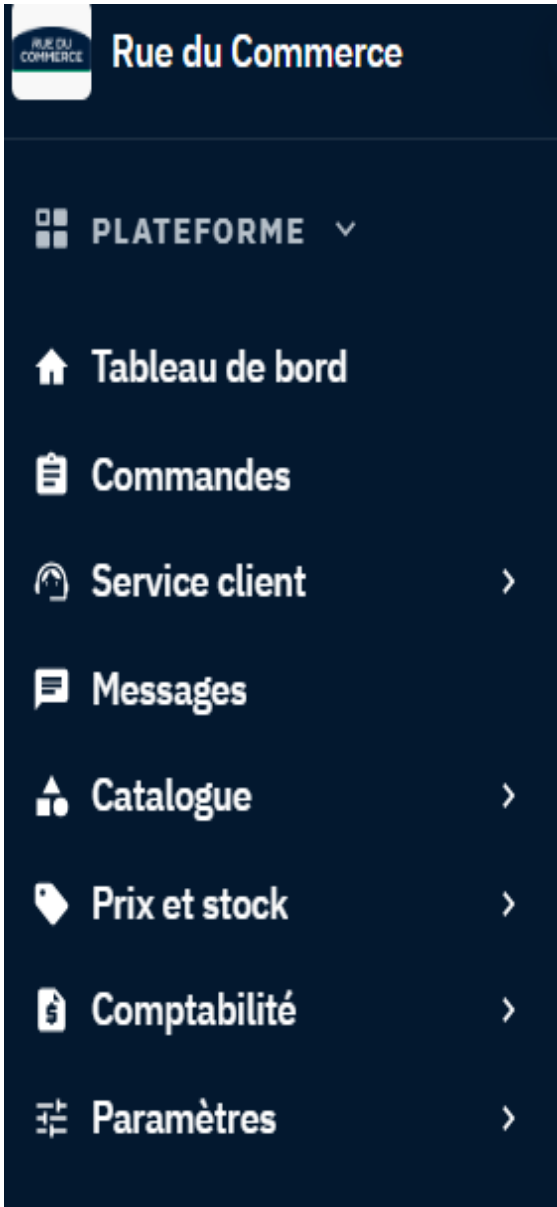 RUE DU
COMMERCE
Rue du Commerce
PLATEFORME
Tableau de bord
Commandes
Service client
Messages
Catalogue
Prix et stock
Comptabilité
Paramètres